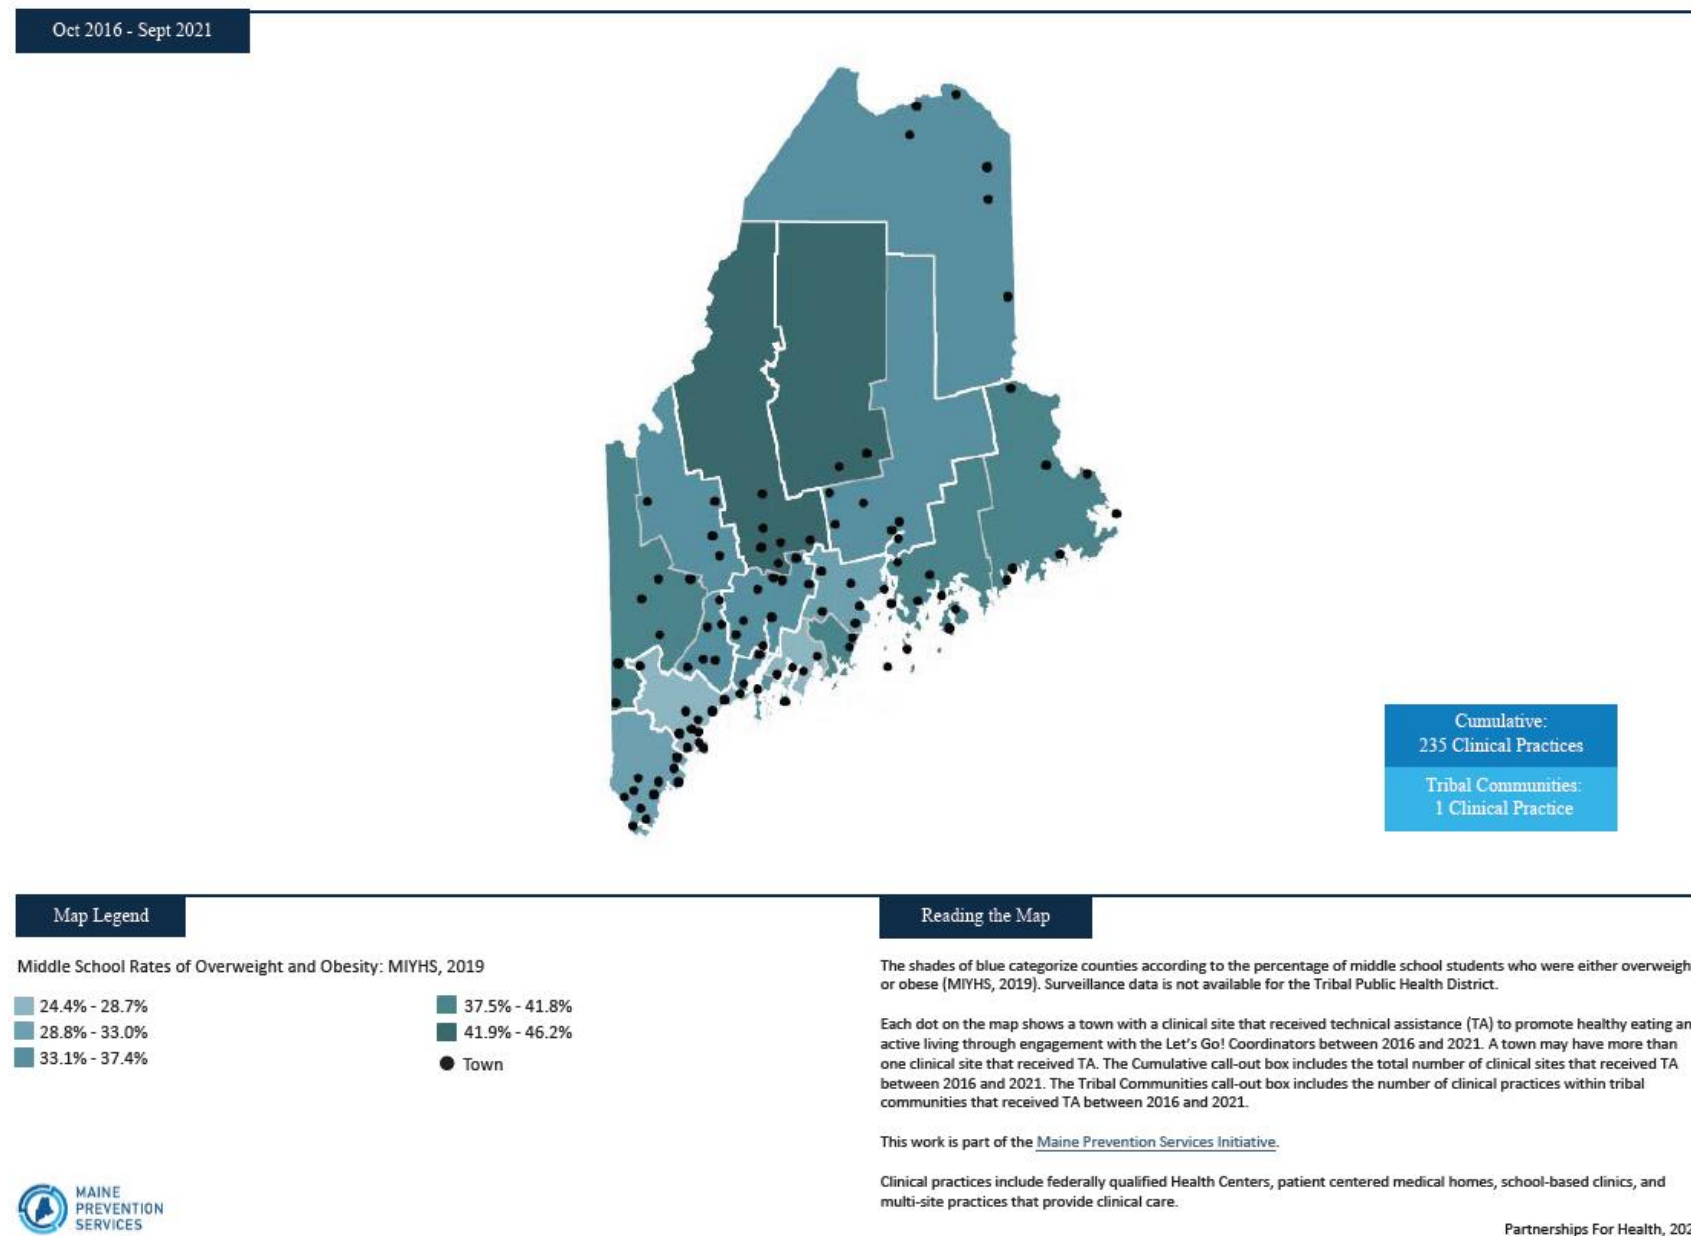 Oct 2016 - Sept 2021
Cumulative:
235 Clinical Practices
Tribal Communities:
1 Clinical Practice
Map Legend
Middle School Rates of Overweight and Obesity: MIYHS, 2019
24.4% - 28.7%
28.8% - 33.0%
33.1% - 37.4%
37.5% - 41.8%
41.9% - 46.2%
Town
MAINE
PREVENTION
SERVICES
Reading the Map
The shades of blue categorize counties according to the percentage of middle school students who were either overweigh
or obese (MIYHS, 2019). Surveillance data is not available for the Tribal Public Health District.
Each dot on the map shows a town with a clinical site that received technical assistance (TA) to promote healthy eating an
active living through engagement with the Let's Go! Coordinators between 2016 and 2021. A town may have more than
one clinical site that received TA. The Cumulative call-out box includes the total number of clinical sites that received TA
between 2016 and 2021. The Tribal Communities call-out box includes the number of clinical practices within tribal
communities that received TA between 2016 and 2021.
This work is part of the Maine Prevention Services Initiative.
Clinical practices include federally qualified Health Centers, patient centered medical homes, school-based clinics, and
multi-site practices that provide clinical care.
Partnerships For Health, 202